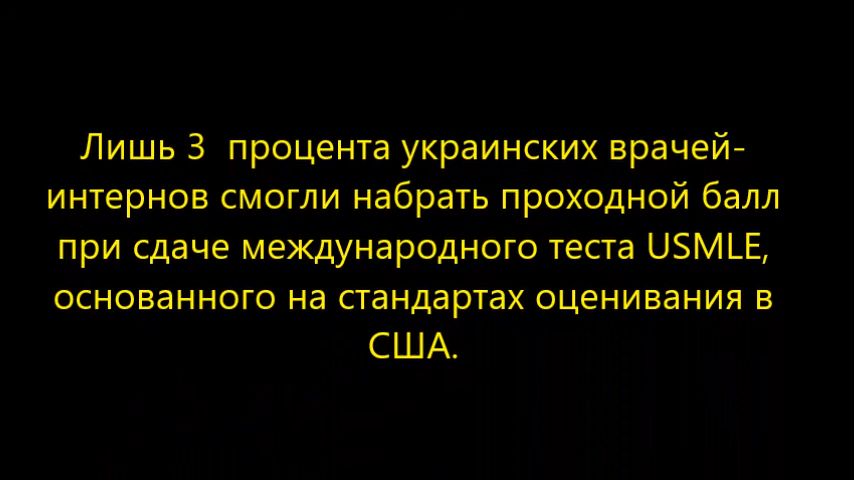 Лишь 3  процента украинских врачей-
интернов смогли набрать проходной балл
при сдаче международного теста USMLE,
основанного на стандартах оценивания в
США.